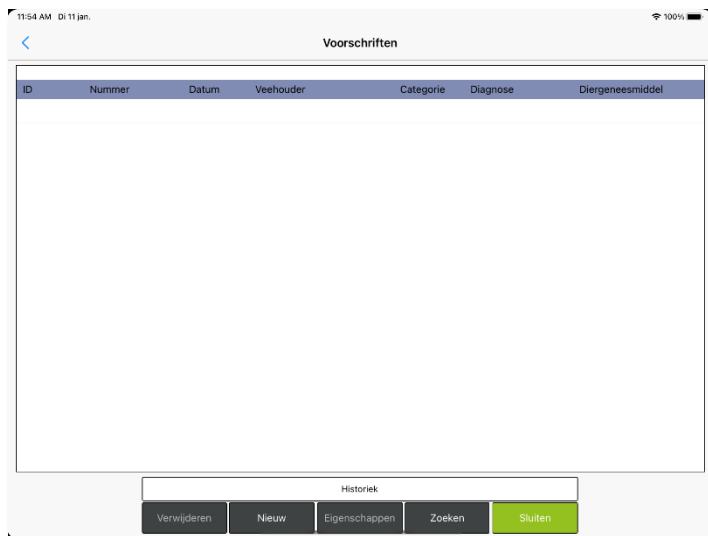 11:54 AM Di 11 jan. 100%
Voorschriften
ID Nummer Datum Veehouder Categorie Diagnose Diergeneesmiddel
Historiek
Verwijderen Nieuw Eigenschappen Zoeken Sluiten